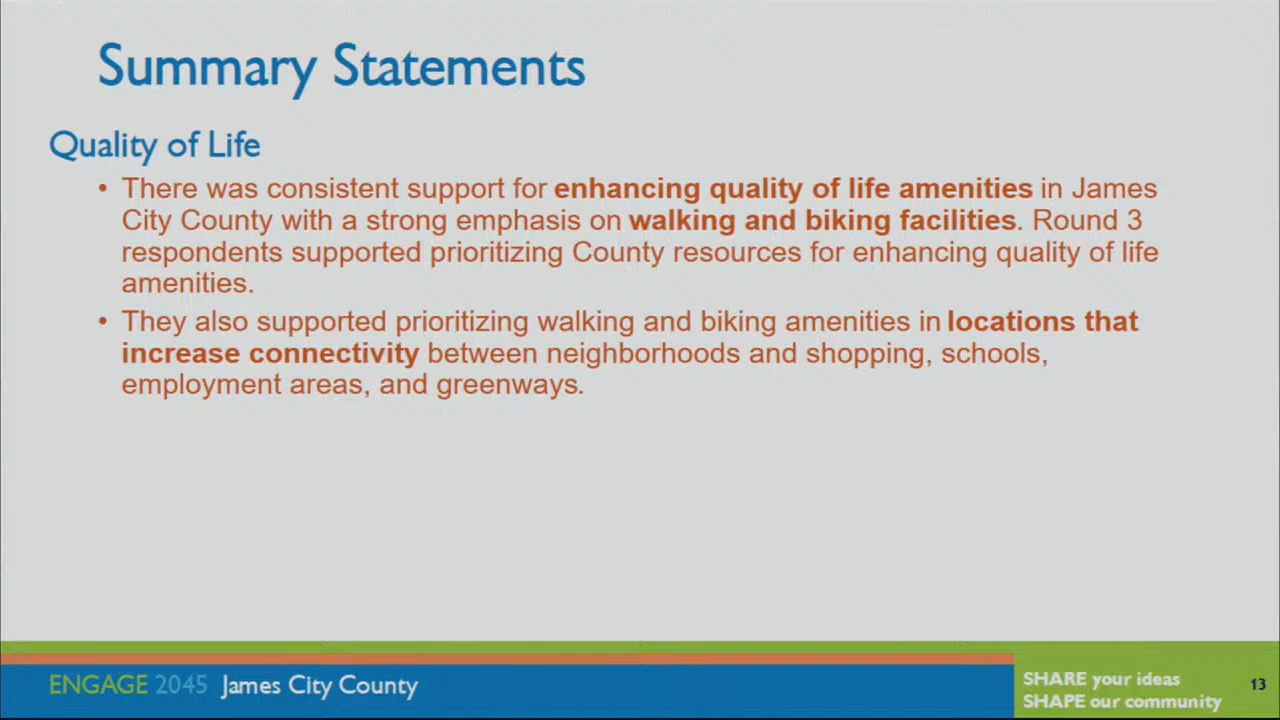 Summary Statements
Quality of Life
• There was consistent support for enhancing quality of life amenities in James
City County with a strong emphasis on walking and biking facilities. Round 3
respondents supported prioritizing County resources for enhancing quality of life
amenities.
• They also supported prioritizing walking and biking amenities in locations that
increase connectivity between neighborhoods and shopping, schools,
employment areas, and greenways.
ENGAGE 2045 James City County
SHARE your ideas
SHAPE our community
13